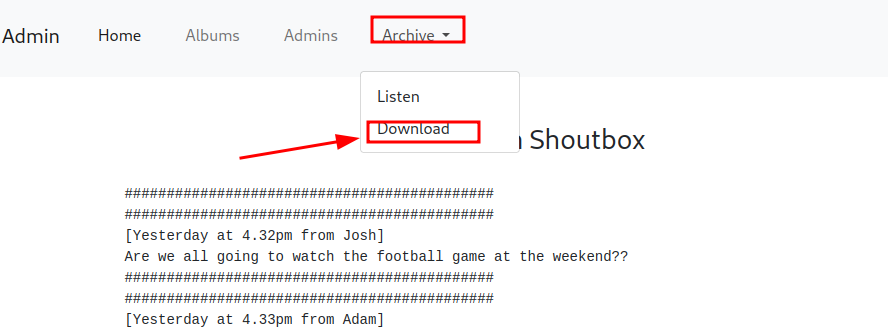 Admin Home Albums Admins Archive
Listen
Download
Shoutbox
############################################
############################################
[Yesterday at 4.32pm from Josh]
Are we all going to watch the football game at the weekend??
############################################
############################################
[Yesterday at 4.33pm from Adam]